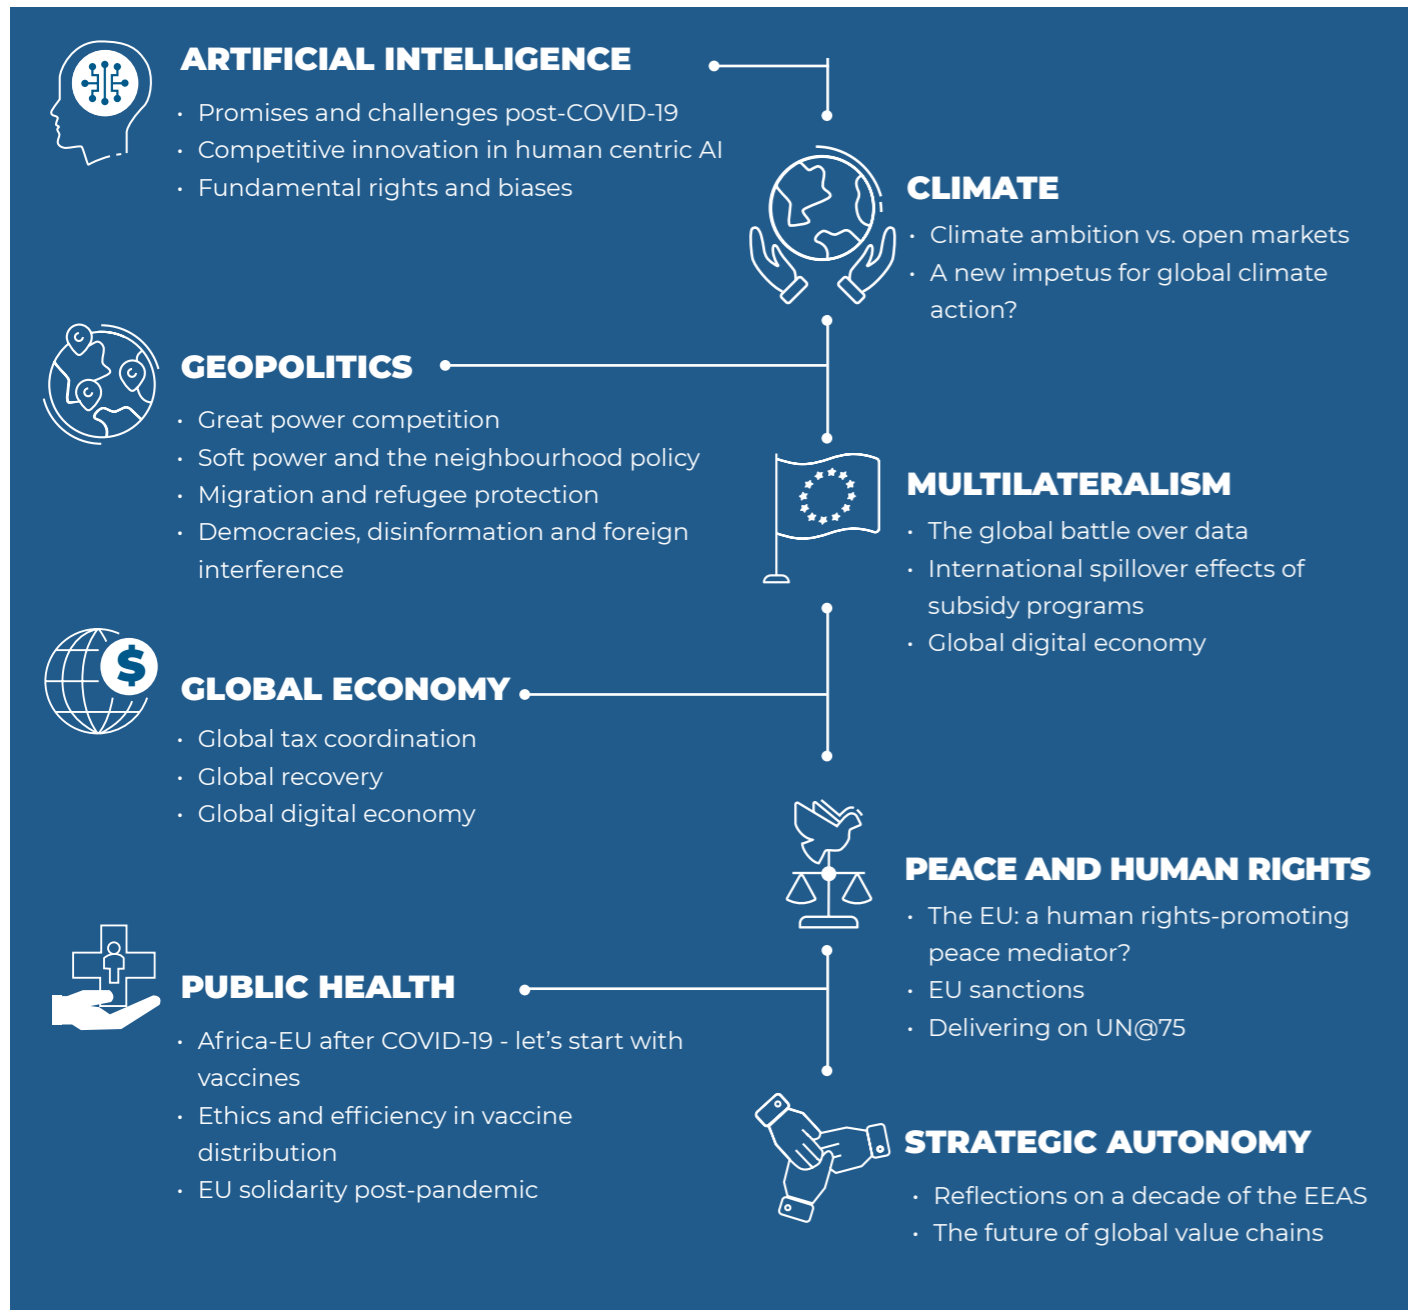 ARTIFICIAL INTELLIGENCE
• Promises and challenges post-COVID-19
• Competitive innovation in human centric AI
• Fundamental rights and biases
CLIMATE
• Climate ambition vs. open markets
• A new impetus for global climate
action?
GEOPOLITICS
• Great power competition
• Soft power and the neighbourhood policy
• Migration and refugee protection
• Democracies, disinformation and foreign
interference
MULTILATERALISM
• The global battle over data
• International spillover effects of
subsidy programs
• Global digital economy
$
GLOBAL ECONOMY
• Global tax coordination
• Global recovery
• Global digital economy
PEACE AND HUMAN RIGHTS
• The EU: a human rights-promoting
peace mediator?
• EU sanctions
• Delivering on UN@75
PUBLIC HEALTH
• Africa-EU after COVID-19 - let’s start with
vaccines
• Ethics and efficiency in vaccine
distribution
• EU solidarity post-pandemic
STRATEGIC AUTONOMY
• Reflections on a decade of the EEAS
• The future of global value chains